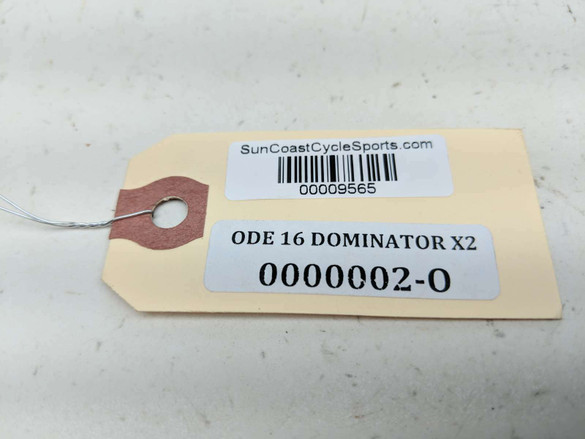 SunCoastCycleSports.com
00009565
ODE 16 DOMINATOR X2
0000002-O